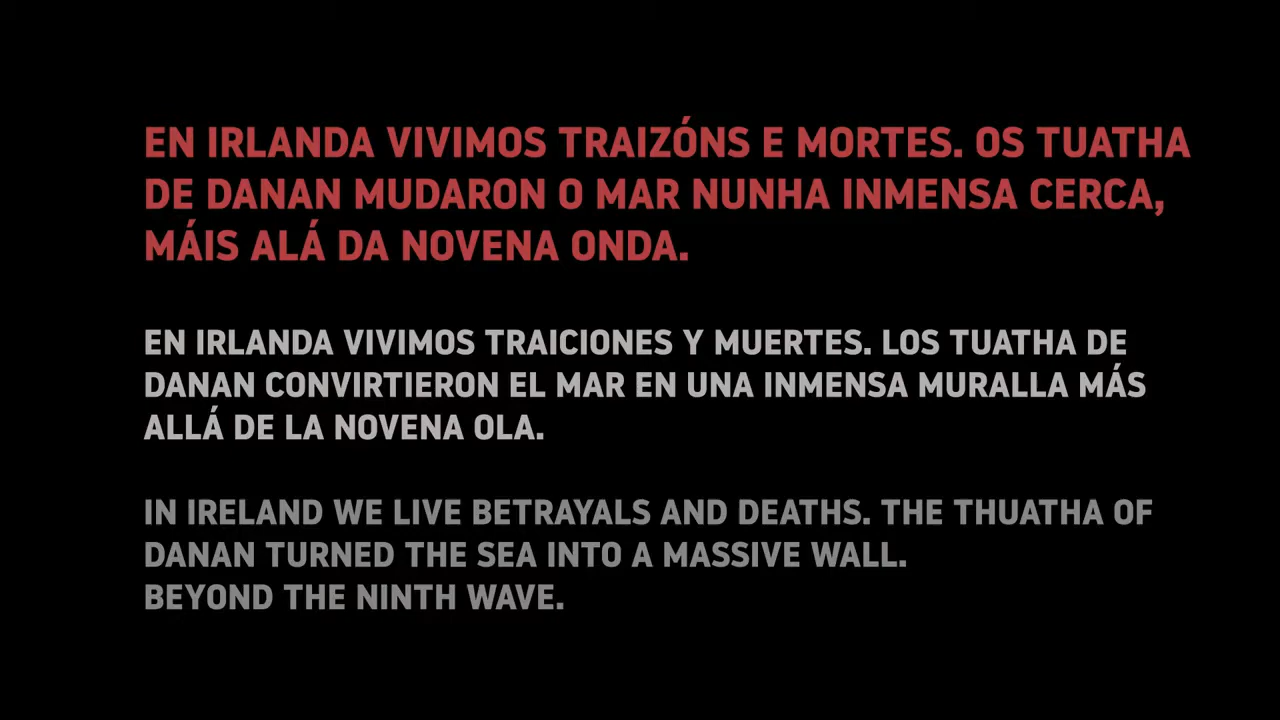 EN IRLANDA VIVIMOS TRAIZÓNS E MORTES. OS TUATHA
DE DANAN MUDARON O MAR NUNHA INMENSA CERCA,
MÁIS ALÁ DA NOVENA ONDA.
EN IRLANDA VIVIMOS TRAICIONES Y MUERTES. LOS TUATHA DE
DANAN CONVIRTIERON EL MAR EN UNA INMENSA MURALLA MÁS
ALLÁ DE LA NOVENA OLA.
IN IRELAND WE LIVE BETRAYALS AND DEATHS. THE THUATHA OF
DANAN TURNED THE SEA INTO A MASSIVE WALL.
BEYOND THE NINTH WAVE.